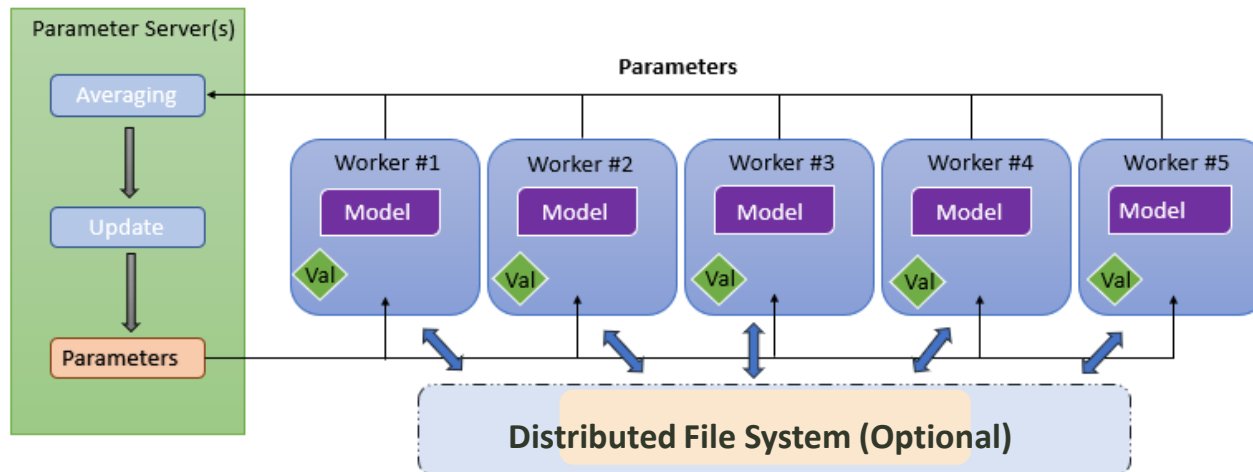 Parameter Server(s)
Averaging
Update
Parameters
Parameters
Worker #1
Model
Val
Worker #2
Model
Val
Worker #3
Model
Val
Worker #4
Model
Val
Worker #5
Model
Val
Distributed File System (Optional)